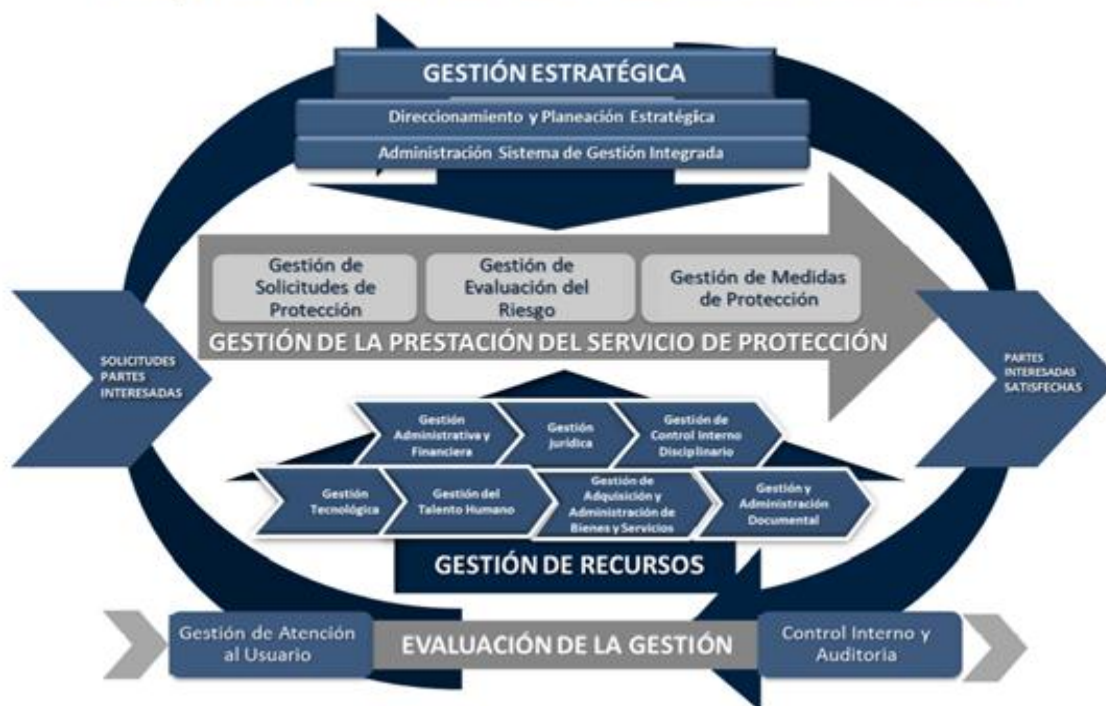 GESTIÓN ESTRATÉGICA
Direccionamiento y Planeación Estratégica
Administración Sistema de Gestión Integrada
Gestión de
Solicitudes de
Protección
Gestión de
Evaluación del
Riesgo
Gestión de Medidas
de Protección
GESTIÓN DE LA PRESTACIÓN DEL SERVICIO DE PROTECCIÓN
SOLICITUDES
PARTES
INTERESADAS
PARTES
INTERESADAS
SATISFECHAS
Gestión
Administrativa y
Financiera
Gestión
Jurídica
Gestión de
Control Interno
Disciplinario
Gestión
Tecnológica
Gestión del
Talento Humano
Gestión de
Adquisición y
Administración de
Bienes y Servicios
Gestión y
Administración
Documental
GESTIÓN DE RECURSOS
Gestión de Atención
al Usuario
EVALUACIÓN DE LA GESTIÓN
Control Interno y
Auditoria